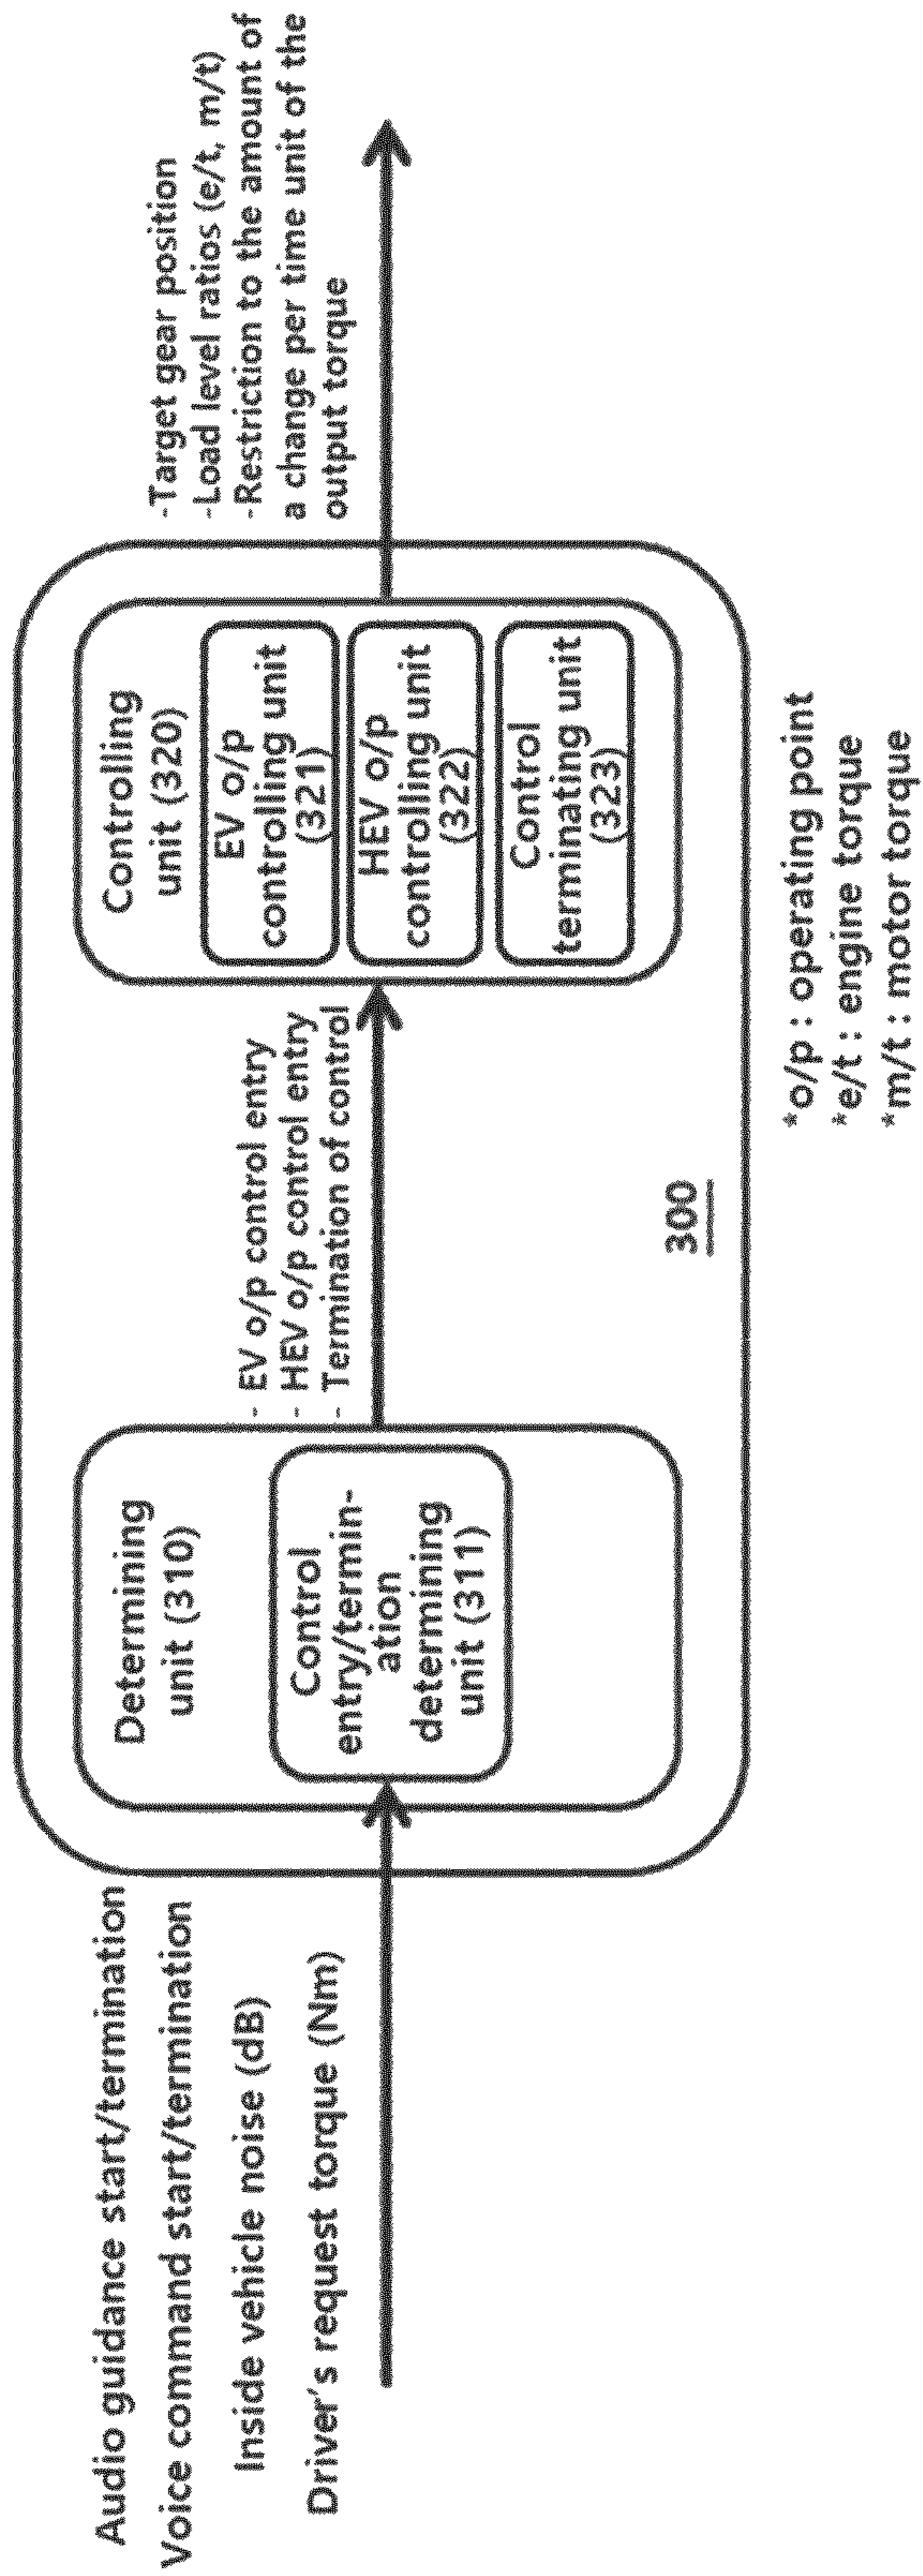 Audio guidance start/termination
Voice command start/termination
Inside vehicle noise (dB)
Driver's request torque (Nm)
Determining
unit (310)
Control
entry/termin-
ation
determining
unit (311)
- EV o/p control entry
- HEV o/p control entry
- Termination of control
Controlling
unit (320)
EV o/p
controlling unit
(321)
HEV o/p
controlling unit
(322)
Control
terminating unit
(323)
-Target gear position
-Load level ratios (e/t, m/t)
-Restriction to the amount of
a change per time unit of the
output torque
300
*o/p : operating point
*e/t : engine torque
*m/t : motor torque